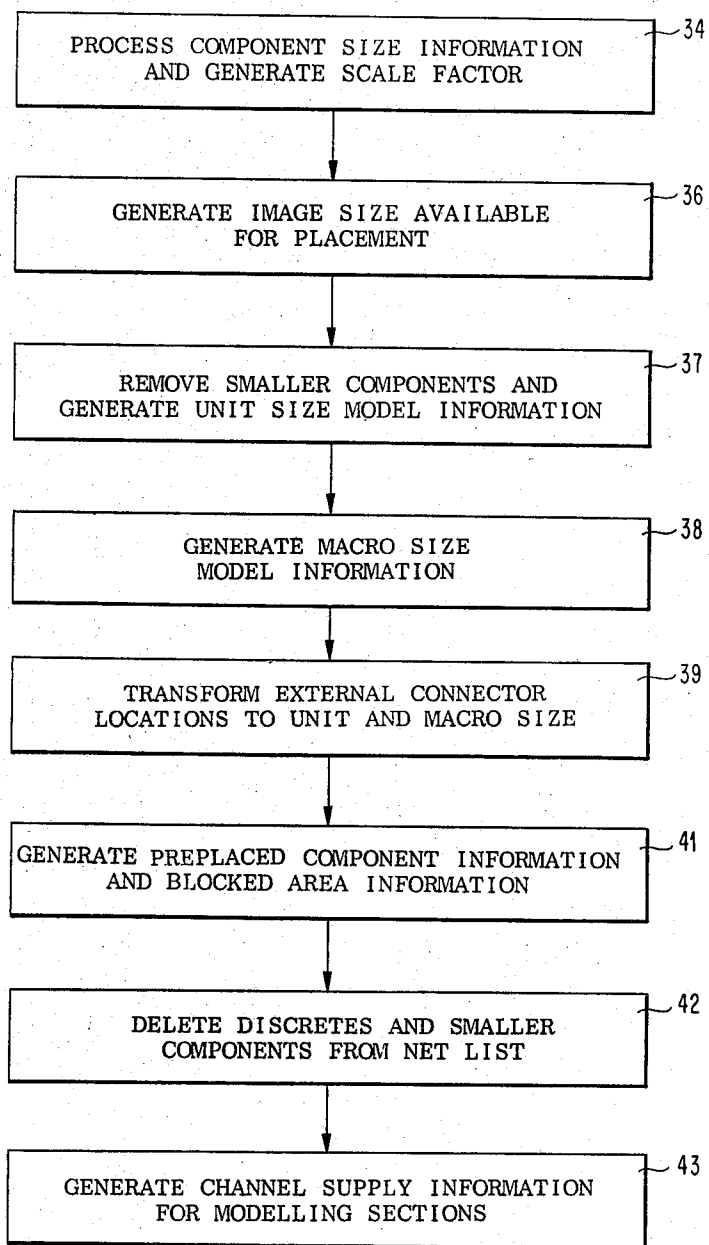 PROCESS COMPONENT SIZE INFORMATION
AND GENERATE SCALE FACTOR
34
GENERATE IMAGE SIZE AVAILABLE
FOR PLACEMENT
36
REMOVE SMALLER COMPONENTS AND
GENERATE UNIT SIZE MODEL INFORMATION
37
GENERATE MACRO SIZE
MODEL INFORMATION
38
TRANSFORM EXTERNAL CONNECTOR
LOCATIONS TO UNIT AND MACRO SIZE
39
GENERATE PREPLACED COMPONENT INFORMATION
AND BLOCKED AREA INFORMATION
41
DELETE DISCRETES AND SMALLER
COMPONENTS FROM NET LIST
42
GENERATE CHANNEL SUPPLY INFORMATION
FOR MODELLING SECTIONS
43